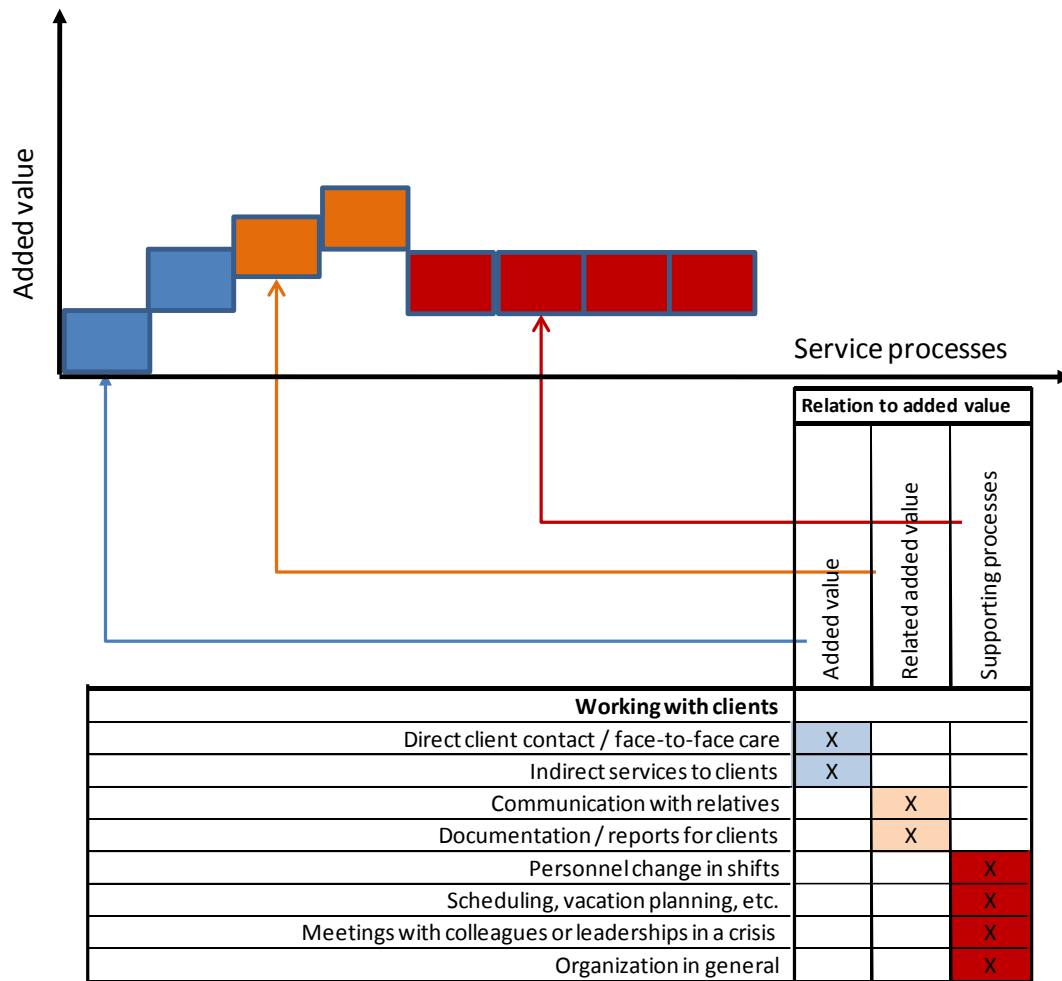 Added value
Service processes
Relation to added value
Added value
Related added value
Supporting processes
Working with clients
Direct client contact / face-to-face care X
Indirect services to clients X
Communication with relatives X
Documentation / reports for clients X
Personnel change in shifts X
Scheduling, vacation planning, etc. X
Meetings with colleagues or leaderships in a crisis X
Organization in general X